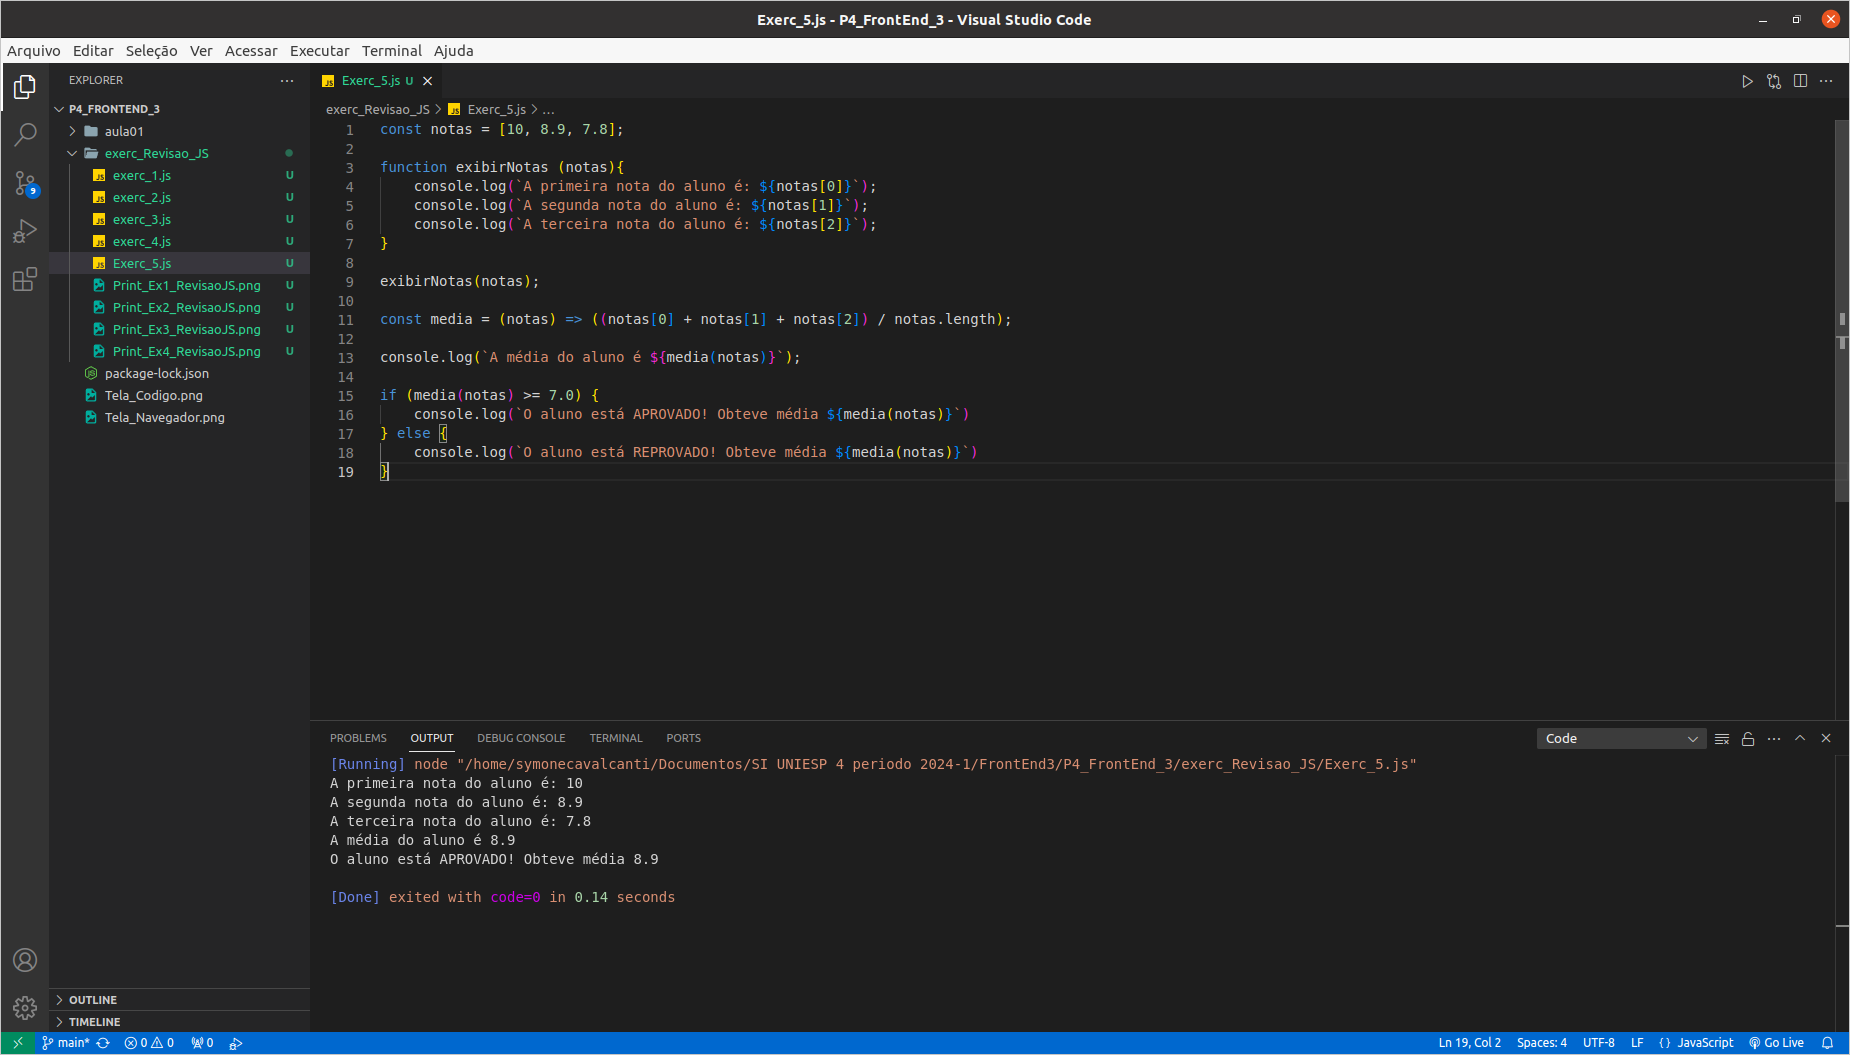 Exerc_5.js - P4_FrontEnd_3 - Visual Studio Code
Arquivo Editar Seleção Ver Acessar Executar Terminal Ajuda
EXPLORER
P4_FRONTEND_3
aula01
exerc_Revisao_JS
JS exerc_1.js U
JS exerc_2.js U
JS exerc_3.js U
JS exerc_4.js U
JS Exerc_5.js U
Print_Ex1_RevisaoJS.png U
Print_Ex2_RevisaoJS.png U
Print_Ex3_RevisaoJS.png U
Print_Ex4_RevisaoJS.png U
package-lock.json
Tela_Codigo.png
Tela_Navegador.png
OUTLINE
TIMELINE
9
JS Exerc_5.js U
exerc_Revisao_JS > JS Exerc_5.js > ...
1 const notas = [10, 8.9, 7.8];
2
3 function exibirNotas (notas){
4 console.log(`A primeira nota do aluno é: ${notas[0]}`);
5 console.log(`A segunda nota do aluno é: ${notas[1]}`);
6 console.log(`A terceira nota do aluno é: ${notas[2]}`);
7 }
8
9 exibirNotas(notas);
10
11 const media = (notas) => ((notas[0] + notas[1] + notas[2]) / notas.length);
12
13 console.log(`A média do aluno é ${media(notas)}`);
14
15 if (media(notas) >= 7.0) {
16 console.log(`O aluno está APROVADO! Obteve média ${media(notas)}`)
17 } else {
18 console.log(`O aluno está REPROVADO! Obteve média ${media(notas)}`)
19 }
PROBLEMS OUTPUT DEBUG CONSOLE TERMINAL PORTS
Code
[Running] node "/home/symonecavalcanti/Documentos/SI UNIESP 4 periodo 2024-1/FrontEnd3/P4_FrontEnd_3/exerc_Revisao_JS/Exerc_5.js"
A primeira nota do aluno é: 10
A segunda nota do aluno é: 8.9
A terceira nota do aluno é: 7.8
A média do aluno é 8.9
O aluno está APROVADO! Obteve média 8.9
[Done] exited with code=0 in 0.14 seconds
main* 0 0 0
Ln 19, Col 2 Spaces: 4 UTF-8 LF {} JavaScript Go Live